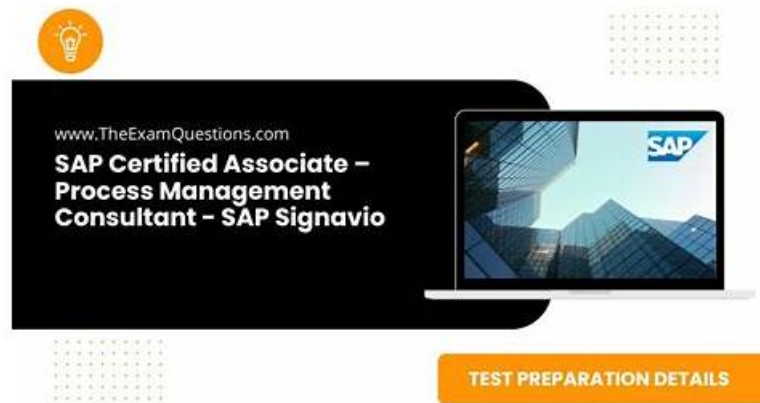 www.TheExamQuestions.com
SAP Certified Associate –
Process Management
Consultant - SAP Signavio
SAP
TEST PREPARATION DETAILS